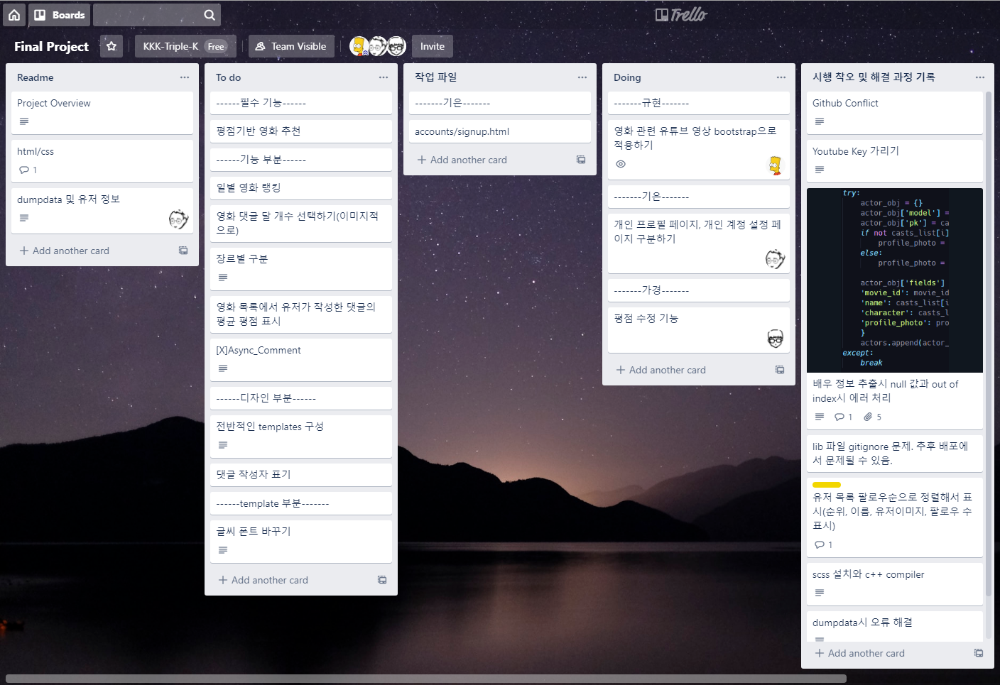 Boards
Trello
Final Project
KKK-Triple-K Free
Team Visible
Invite
Readme
Project Overview
html/css
1
dumpdata 및 유저 정보
Add another card
To do
------필수 기능------
평점기반 영화 추천
------기능 부분------
일별 영화 랭킹
영화 댓글 달 개수 선택하기(이미지적
으로)
장르별 구분
영화 목록에서 유저가 작성한 댓글의
평균 평점 표시
[X]Async_Comment
------디자인 부분------
전반적인 templates 구성
댓글 작성자 표기
------template 부분-------
글씨 폰트 바꾸기
Add another card
작업 파일
-------기은-------
accounts/signup.html
Add another card
Doing
-------규현-------
영화 관련 유튜브 영상 bootstrap으로
적용하기
-------기은-------
개인 프로필 페이지, 개인 계정 설정 페
이지 구분하기
-------가경-------
평점 수정 기능
Add another card
시행 착오 및 해결 과정 기록
Github Conflict
Youtube Key 가리기
try:
actor_obj = {}
actor_obj['model'] =
actor_obj['pk'] = ca
if not casts_list[i]
profile_photo =
else:
profile_photo =
actor_obj['fields']
'movie_id': movie_id
'name': casts_list[i
'character': casts_l
'profile_photo': pro
}
actors.append(actor_
except:
break
배우 정보 추출시 null 값과 out of
index시 에러 처리
1 5
lib 파일 gitignore 문제. 추후 배포에
서 문제될 수 있음.
유저 목록 팔로우순으로 정렬해서 표
시(순위, 이름, 유저이미지, 팔로우 수
표시)
1
scss 설치와 c++ compiler
dumpdata시 오류 해결
Add another card